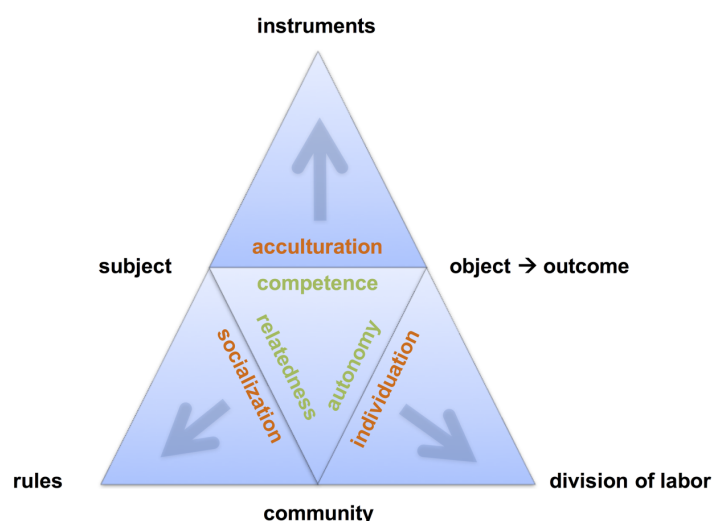 instruments
acculturation
subject
object → outcome
competence
relatedness
autonomy
socialization
individuation
rules
division of labor
community